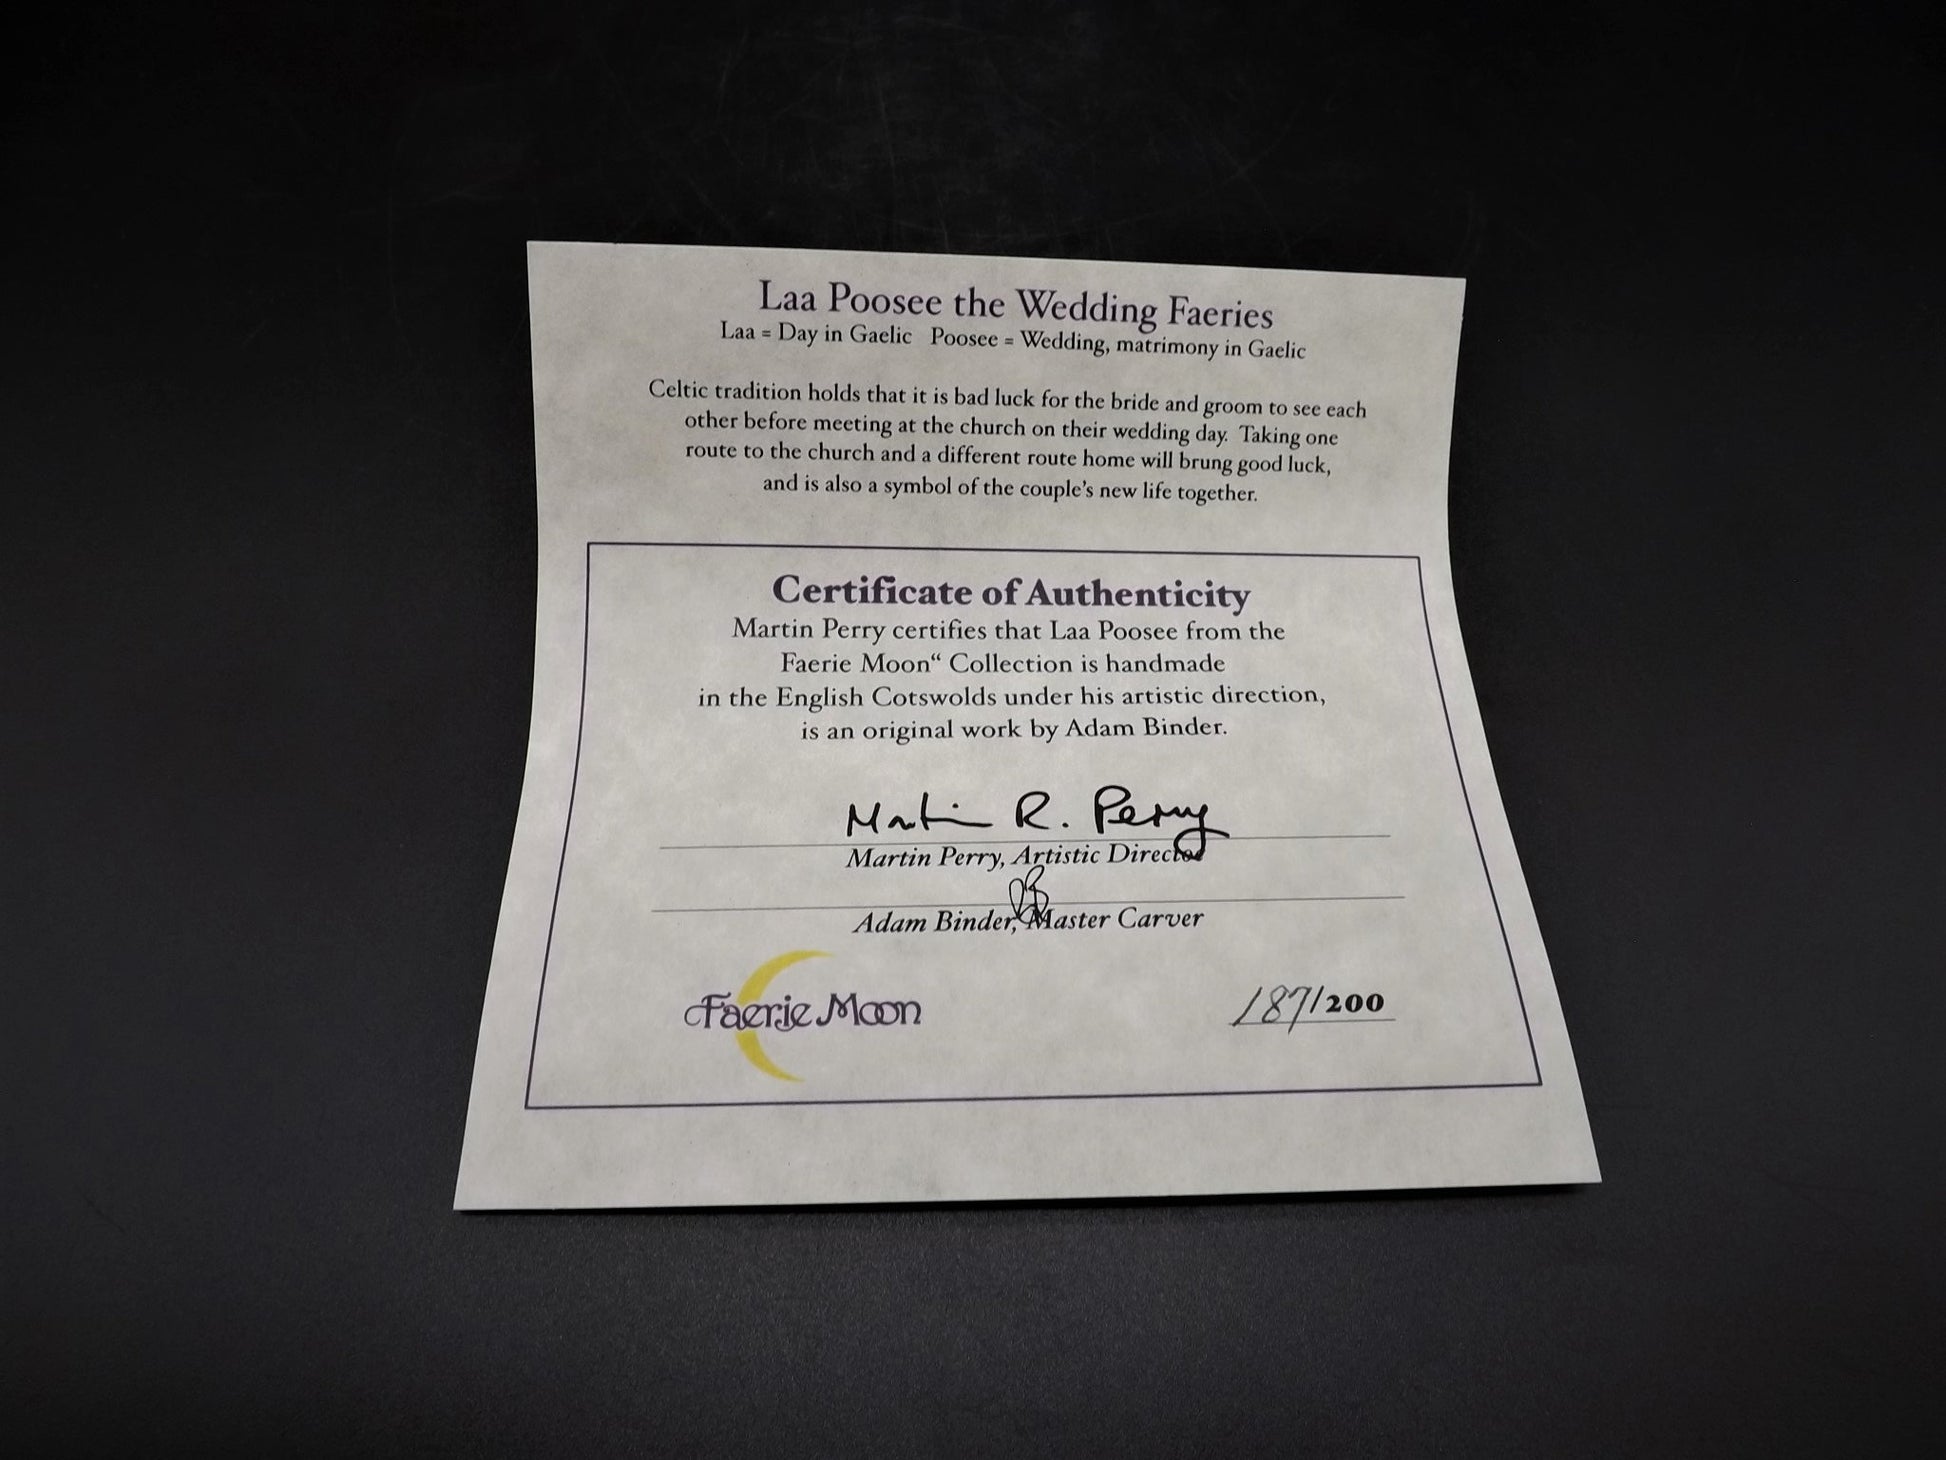 Laa Poosee the Wedding Faeries
Laa = Day in Gaelic Poosee = Wedding, matrimony in Gaelic
Celtic tradition holds that it is bad luck for the bride and groom to see each
other before meeting at the church on their wedding day. Taking one
route to the church and a different route home will brung good luck,
and is also a symbol of the couple's new life together.
Certificate of Authenticity
Martin Perry certifies that Laa Poosee from the
Faerie Moon“ Collection is handmade
in the English Cotswolds under his artistic direction,
is an original work by Adam Binder.
Martin R. Perry
Martin Perry, Artistic Director
AB
Adam Binder, Master Carver
Faerie Moon
187/200